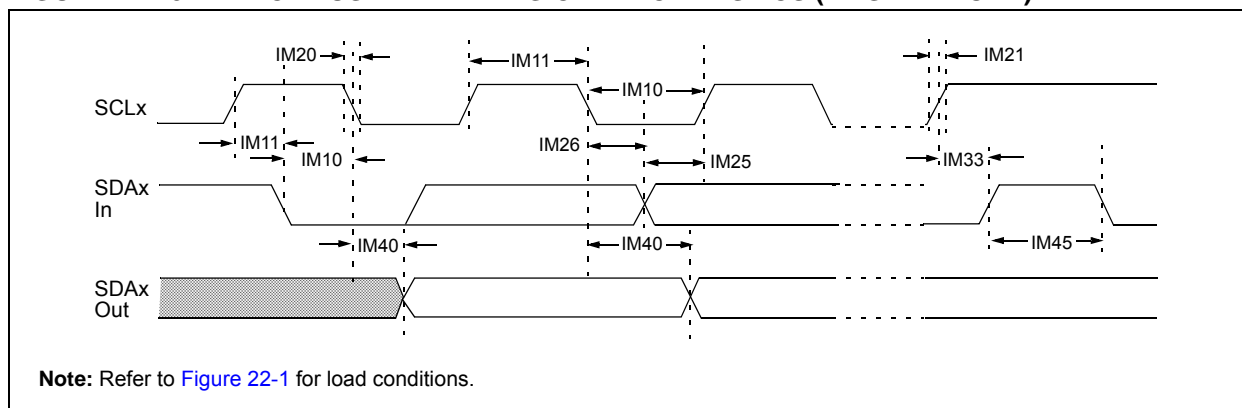 IM20
IM11
IM21
SCLx
IM10
IM11
IM10
IM26
IM25
IM33
SDAx
In
IM40
IM40
IM45
SDAx
Out
Note: Refer to Figure 22-1 for load conditions.